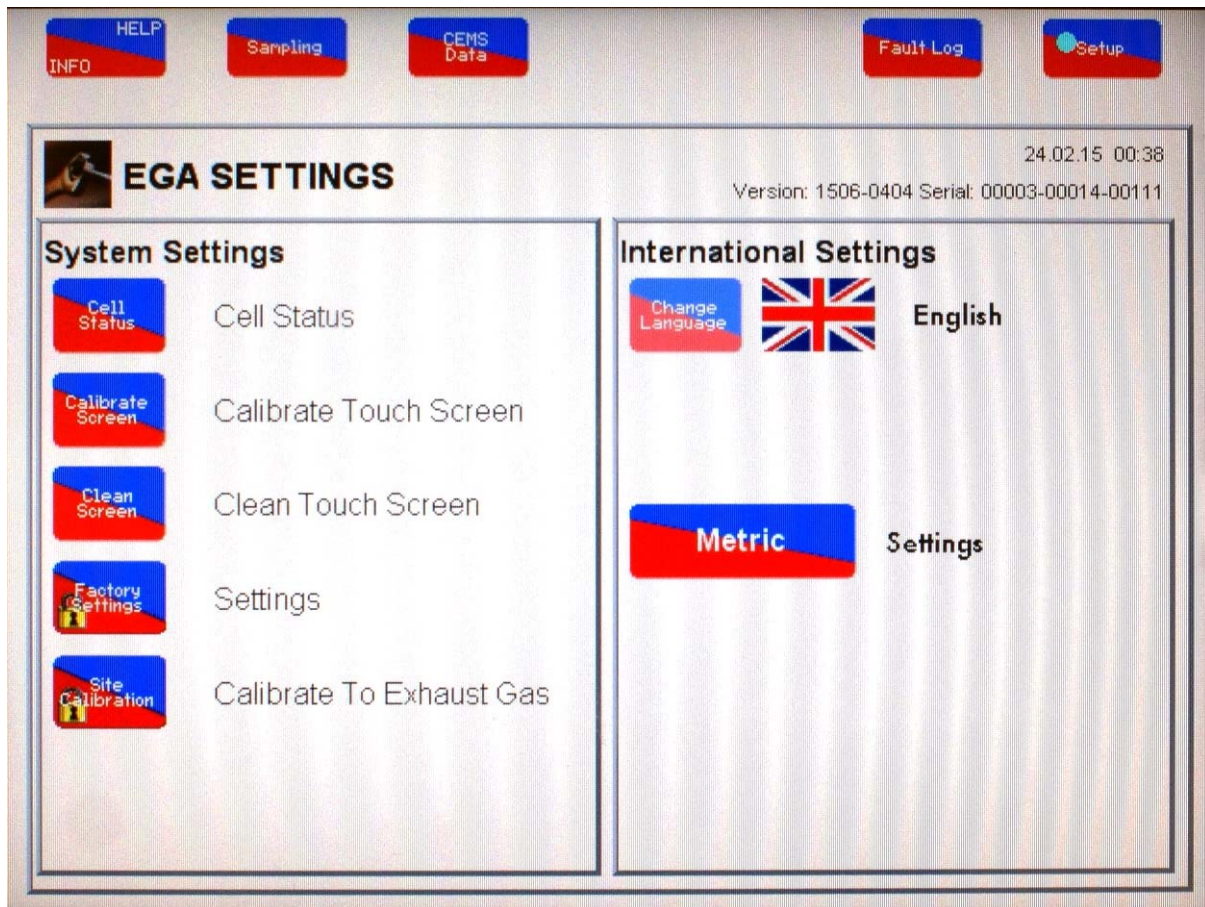 HELP
INFO
Sampling
CEMS
Data
Fault Log
Setup
EGA SETTINGS
24.02.15 00:38
Version: 1506-0404 Serial: 00003-00014-00111
System Settings
Cell
Status
Cell Status
Calibrate
Screen
Calibrate Touch Screen
Clean
Screen
Clean Touch Screen
Factory
Settings
Settings
Site
Calibration
Calibrate To Exhaust Gas
International Settings
Change
Language
English
Metric
Settings